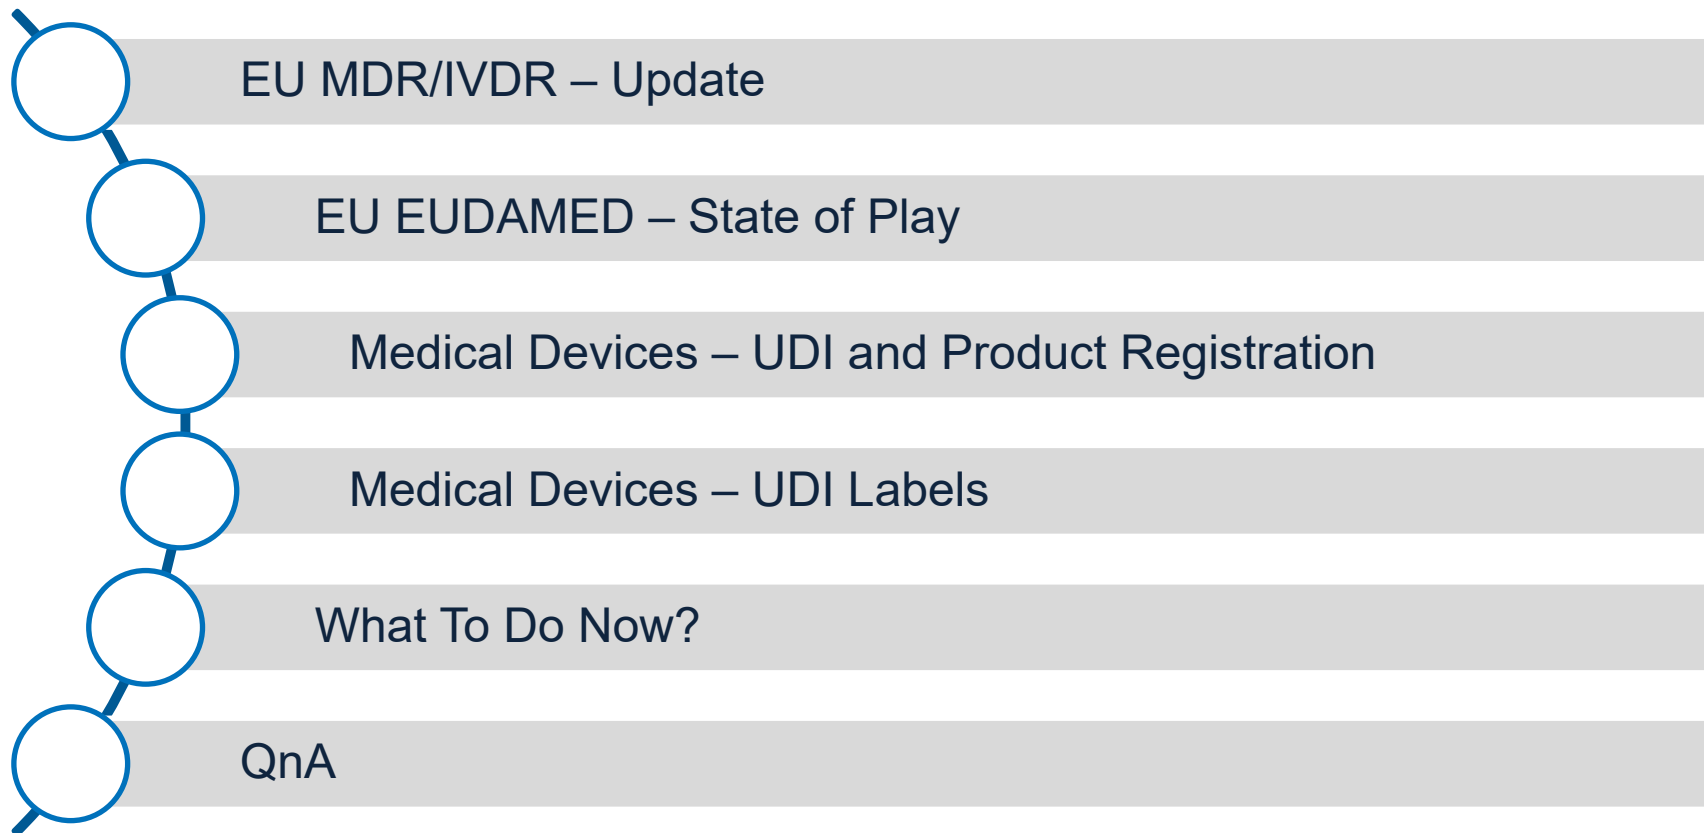 EU MDR/IVDR – Update
EU EUDAMED – State of Play
Medical Devices – UDI and Product Registration
Medical Devices – UDI Labels
What To Do Now?
QnA